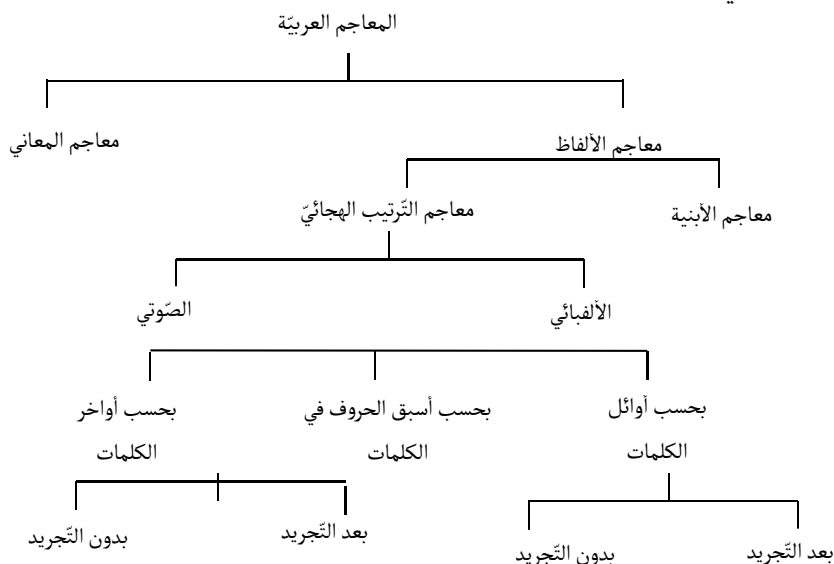 المعاجم العربيّة
معاجم الألفاظ
معاجم المعاني
معاجم الأبنية
معاجم التّرتيب الهجائيّ
الألفبائي
الصّوتي
بحسب أوائل
الكلمات
بحسب أسبق الحروف في
الكلمات
بحسب أواخر
الكلمات
بعد التّجريد
بدون التّجريد
بعد التّجريد
بدون التّجريد